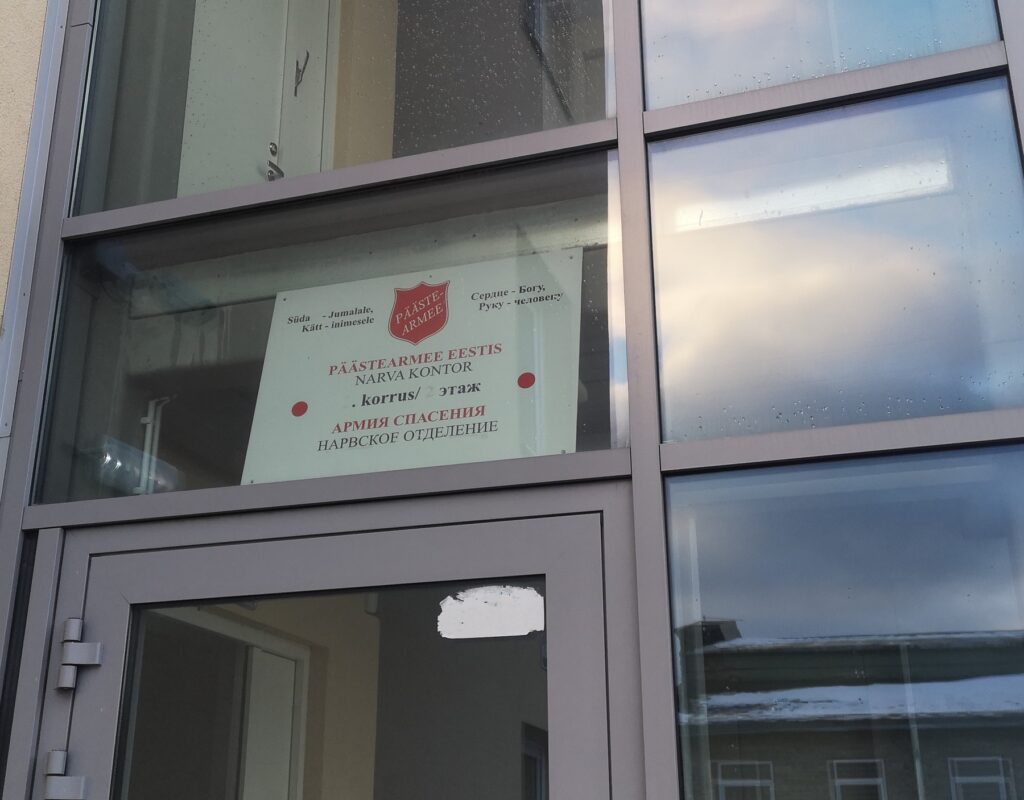 Süda - Jumalale,
Kätt - inimesele
PÄÄSTE-
ARMEE
Сердце - Богу,
Руку - человеку
PÄÄSTEARMEE EESTIS
NARVA KONTOR
. korrus/ 2 этаж
АРМИЯ СПАСЕНИЯ
НАРВСКОЕ ОТДЕЛЕНИЕ